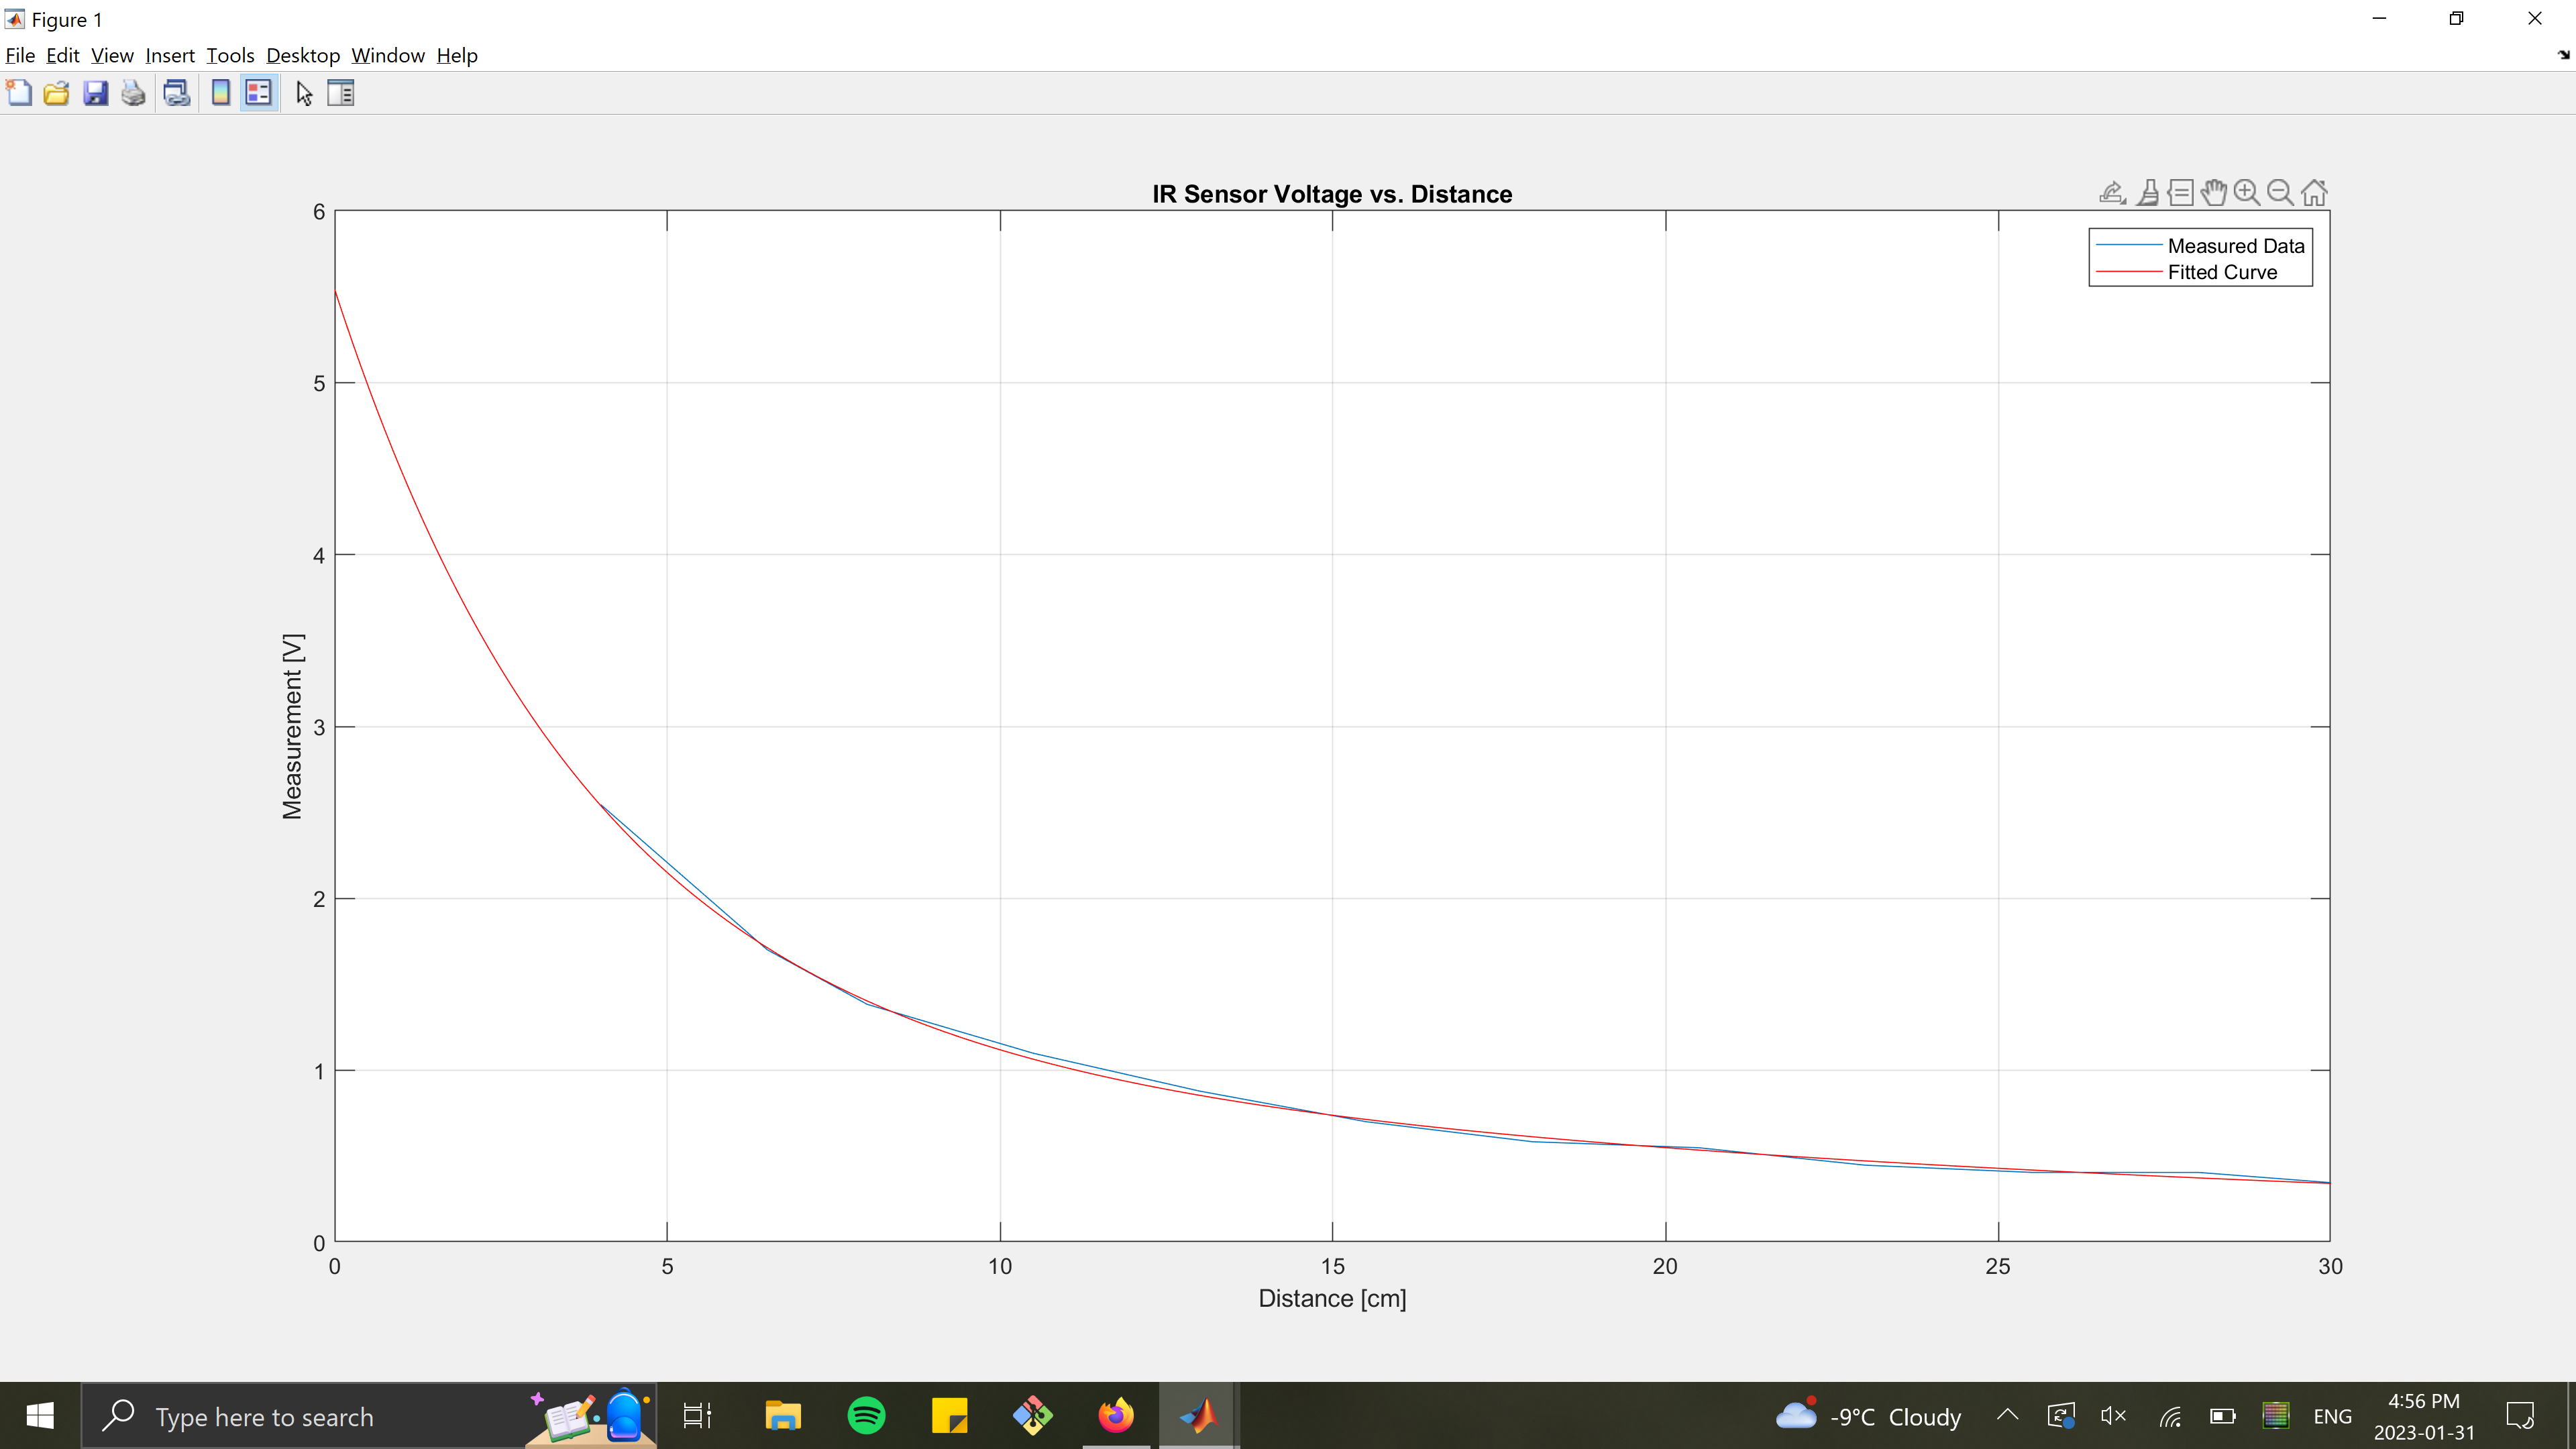 Figure 1
File Edit View Insert Tools Desktop Window Help
IR Sensor Voltage vs. Distance
Measured Data
Fitted Curve
6
5
4
3
2
1
0
Measurement [V]
0 5 10 15 20 25 30
Distance [cm]
Type here to search
-9°C Cloudy
ENG
4:56 PM
2023-01-31